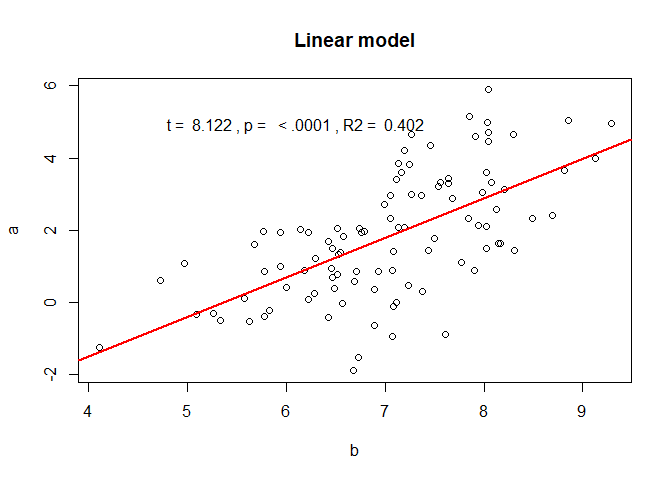 Linear model
t = 8.122 , p = < .0001 , R2 = 0.402
6
4
2
0
-2
a
4 5 6 7 8 9
b